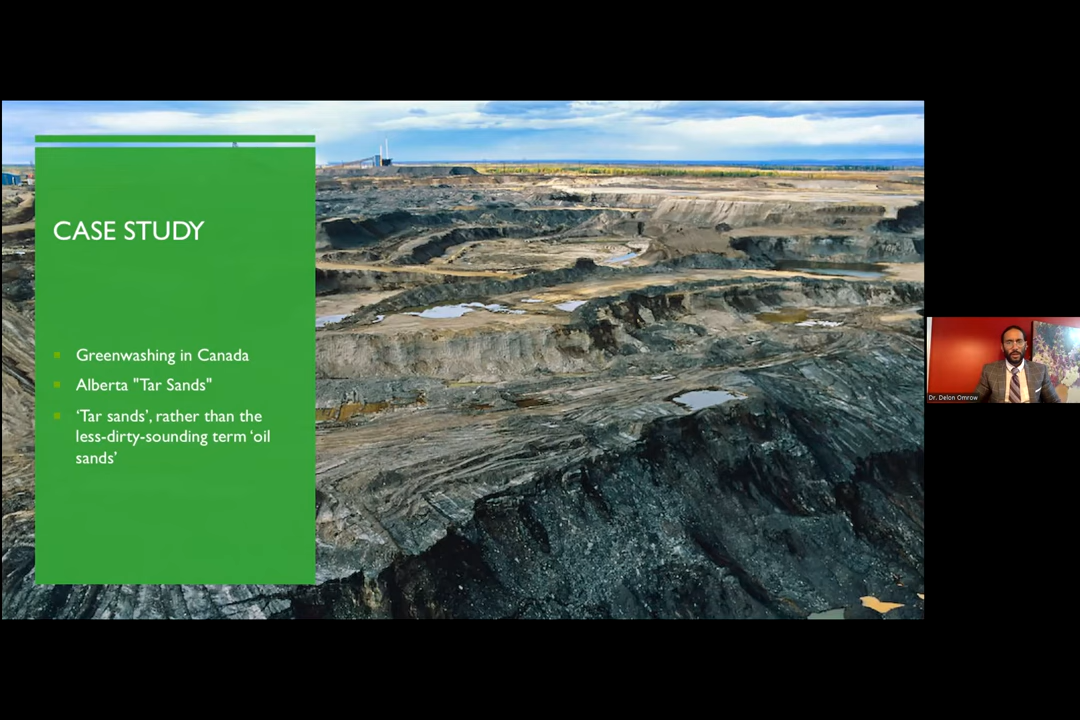 CASE STUDY
Greenwashing in Canada
Alberta "Tar Sands"
‘Tar sands’, rather than the
less-dirty-sounding term ‘oil
sands’
Dr. Delon Omrow